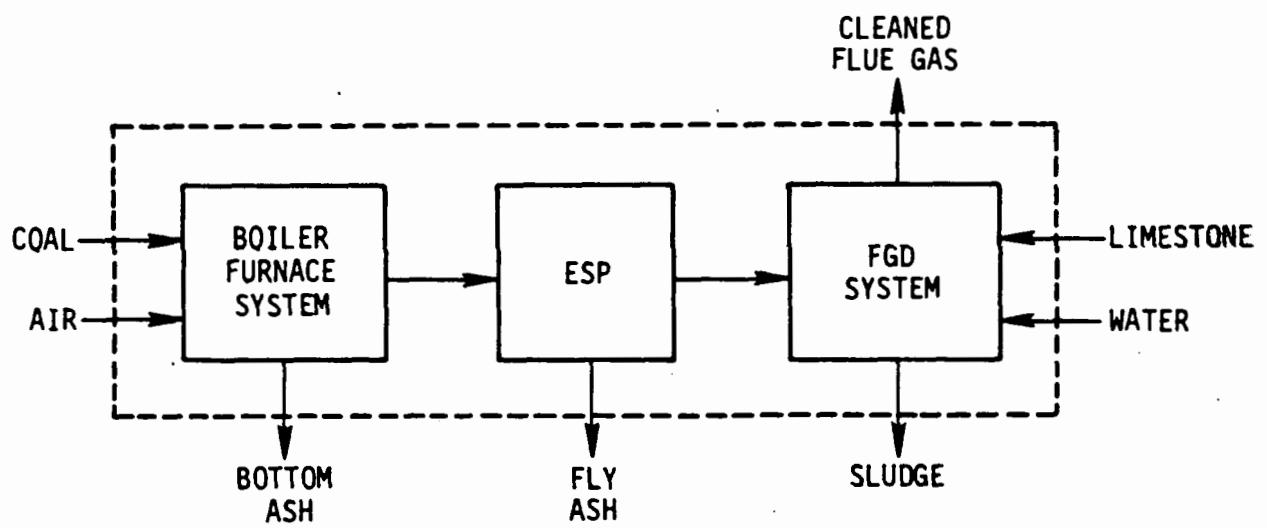 CLEANED
FLUE GAS
COAL
AIR
BOILER
FURNACE
SYSTEM
ESP
FGD
SYSTEM
LIMESTONE
WATER
BOTTOM
ASH
FLY
ASH
SLUDGE